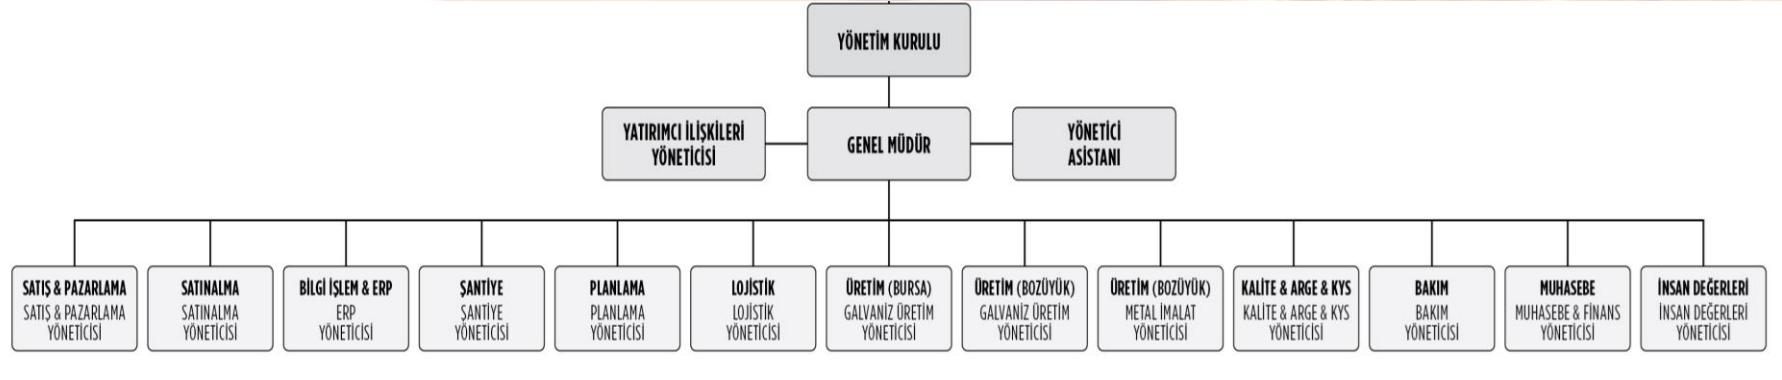 YÖNETİM KURULU
YATIRIMCI İLİŞKİLERİ
YÖNETİCİSİ
GENEL MÜDÜR
YÖNETİCİ
ASİSTANI
SATIŞ & PAZARLAMA
SATIŞ & PAZARLAMA
YÖNETİCİSİ
SATINALMA
SATINALMA
YÖNETİCİSİ
BİLGİ İŞLEM & ERP
ERP
YÖNETİCİSİ
ŞANTİYE
ŞANTİYE
YÖNETİCİSİ
PLANLAMA
PLANLAMA
YÖNETİCİSİ
LOJİSTİK
LOJİSTİK
YÖNETİCİSİ
ÜRETİM (BURSA)
GALVANİZ ÜRETİM
YÖNETİCİSİ
ÜRETİM (BOZÜYÜK)
GALVANİZ ÜRETİM
YÖNETİCİSİ
ÜRETİM (BOZÜYÜK)
METAL İMALAT
YÖNETİCİSİ
KALİTE & ARGE & KYS
KALİTE & ARGE & KYS
YÖNETİCİSİ
BAKIM
BAKIM
YÖNETİCİSİ
MUHASEBE
MUHASEBE & FİNANS
YÖNETİCİSİ
İNSAN DEĞERLERİ
İNSAN DEĞERLERİ
YÖNETİCİSİ